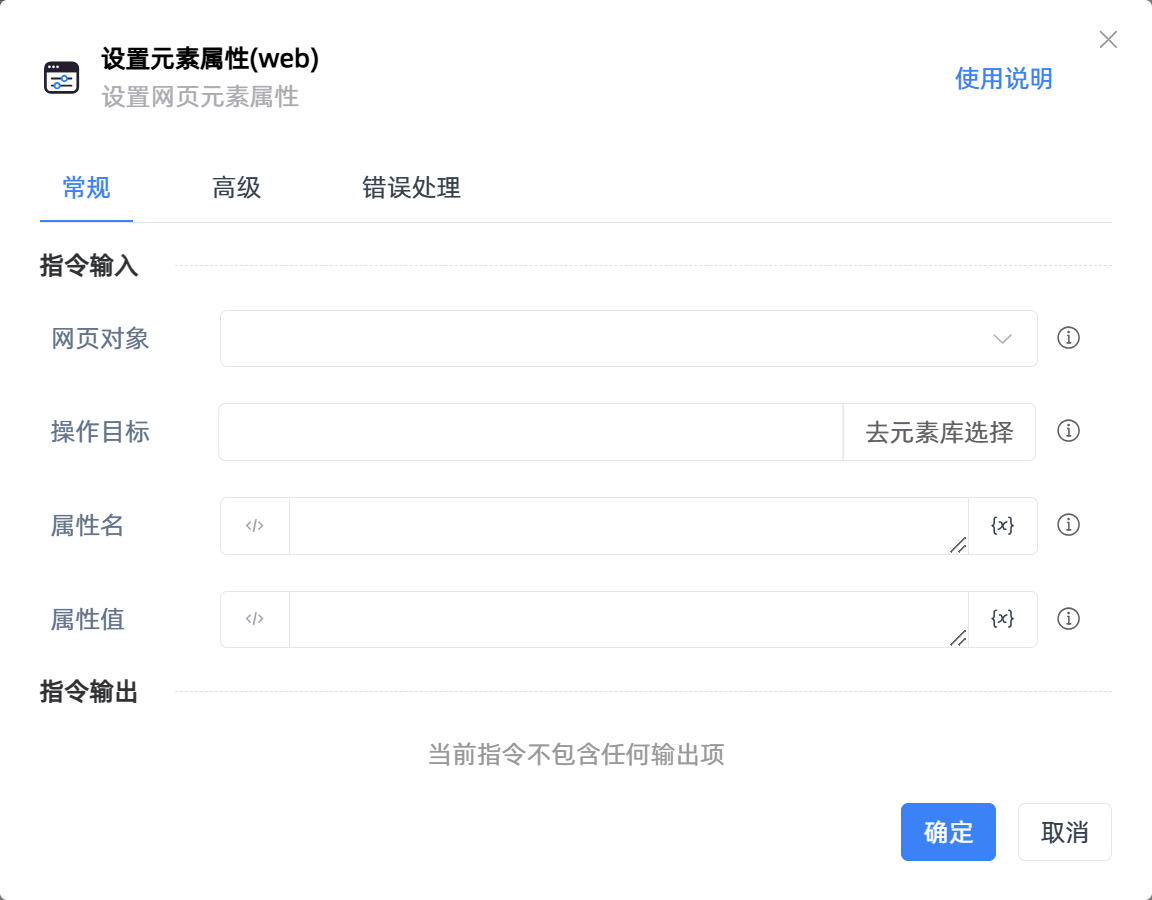 设置元素属性(web)
设置网页元素属性
使用说明
常规 高级 错误处理
指令输入
网页对象
操作目标 去元素库选择
属性名 </> {x}
属性值 </> {x}
指令输出
当前指令不包含任何输出项
确定 取消